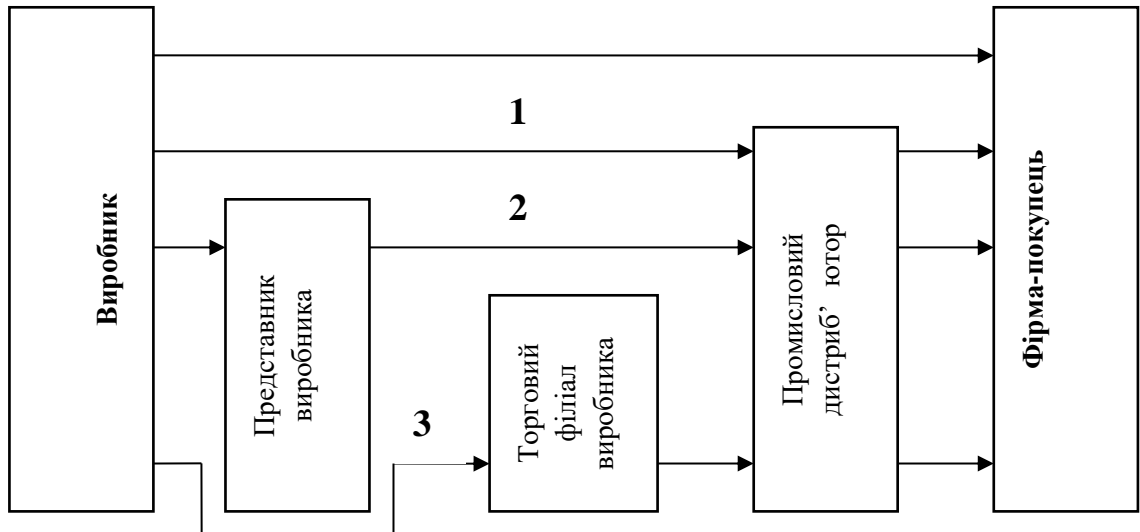 Виробник
1
2
3
Представник
виробника
Торговий
філіал
виробника
Промисловий
дистриб’ ютор
Фірма-покупець